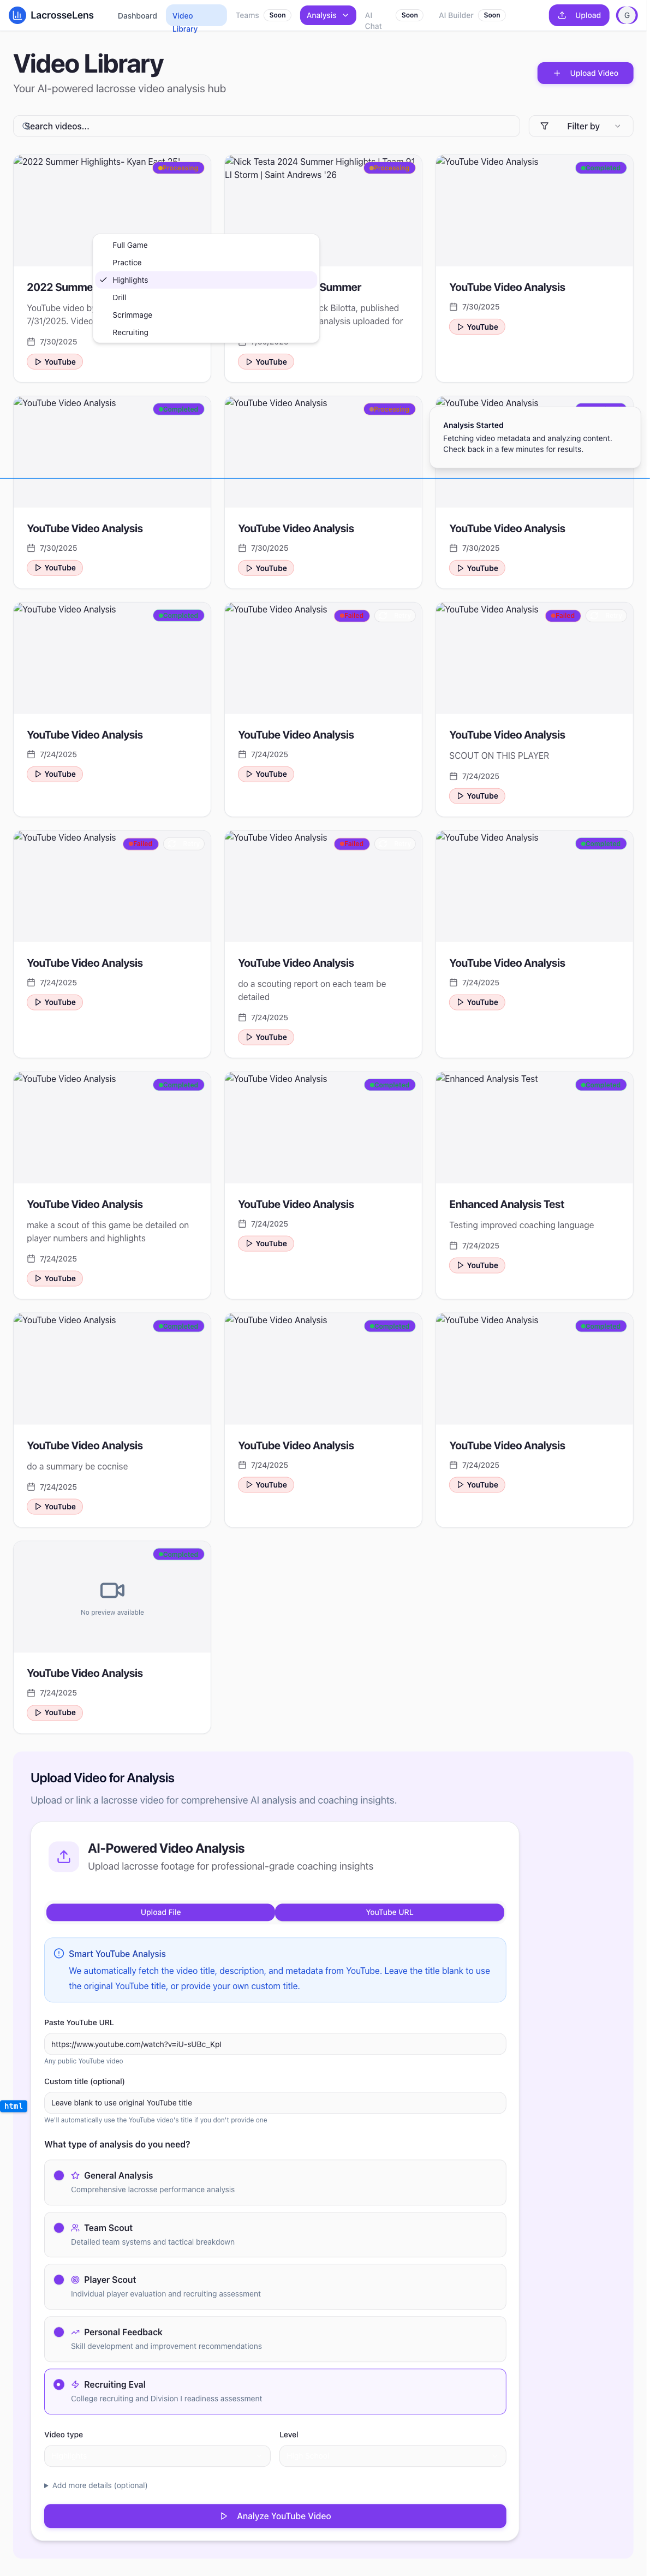 LacrosseLens
Dashboard
Video
Library
Teams
Soon
Analysis
AI
Chat
Soon
AI Builder
Soon
Upload
G
Video Library
Your AI-powered lacrosse video analysis hub
Upload Video
Search videos...
Filter by
2022 Summer Highlights- Kyan East 25'
Processing
Nick Testa 2024 Summer Highlights | Team 91
LI Storm | Saint Andrews '26
Processing
YouTube Video Analysis
Full Game
Practice
Highlights
Drill
Scrimmage
Recruiting
2022 Summe
YouTube video by
7/31/2025. Video
7/30/2025
YouTube
Summer
ck Bilotta, published
analysis uploaded for
7/30/2025
YouTube
YouTube Video Analysis
7/30/2025
YouTube
YouTube Video Analysis
YouTube Video Analysis
Processing
YouTube Video Analysis
Analysis Started
Fetching video metadata and analyzing content.
Check back in a few minutes for results.
YouTube Video Analysis
7/30/2025
YouTube
YouTube Video Analysis
7/30/2025
YouTube
YouTube Video Analysis
7/30/2025
YouTube
YouTube Video Analysis
YouTube Video Analysis
YouTube Video Analysis
YouTube Video Analysis
7/24/2025
YouTube
YouTube Video Analysis
7/24/2025
YouTube
YouTube Video Analysis
SCOUT ON THIS PLAYER
7/24/2025
YouTube
YouTube Video Analysis
YouTube Video Analysis
YouTube Video Analysis
YouTube Video Analysis
7/24/2025
YouTube
YouTube Video Analysis
do a scouting report on each team be
detailed
7/24/2025
YouTube
YouTube Video Analysis
7/24/2025
YouTube
YouTube Video Analysis
YouTube Video Analysis
Enhanced Analysis Test
YouTube Video Analysis
make a scout of this game be detailed on
player numbers and highlights
7/24/2025
YouTube
YouTube Video Analysis
7/24/2025
YouTube
Enhanced Analysis Test
Testing improved coaching language
7/24/2025
YouTube
YouTube Video Analysis
YouTube Video Analysis
YouTube Video Analysis
YouTube Video Analysis
do a summary be cocnise
7/24/2025
YouTube
YouTube Video Analysis
7/24/2025
YouTube
YouTube Video Analysis
7/24/2025
YouTube
No preview available
YouTube Video Analysis
7/24/2025
YouTube
Upload Video for Analysis
Upload or link a lacrosse video for comprehensive AI analysis and coaching insights.
AI-Powered Video Analysis
Upload lacrosse footage for professional-grade coaching insights
Upload File
YouTube URL
Smart YouTube Analysis
We automatically fetch the video title, description, and metadata from YouTube. Leave the title blank to use
the original YouTube title, or provide your own custom title.
Paste YouTube URL
https://www.youtube.com/watch?v=iU-sUBc_KpI
Any public YouTube video
Custom title (optional)
Leave blank to use original YouTube title
html
We'll automatically use the YouTube video's title if you don't provide one
What type of analysis do you need?
General Analysis
Comprehensive lacrosse performance analysis
Team Scout
Detailed team systems and tactical breakdown
Player Scout
Individual player evaluation and recruiting assessment
Personal Feedback
Skill development and improvement recommendations
Recruiting Eval
College recruiting and Division I readiness assessment
Video type
Level
Add more details (optional)
Analyze YouTube Video